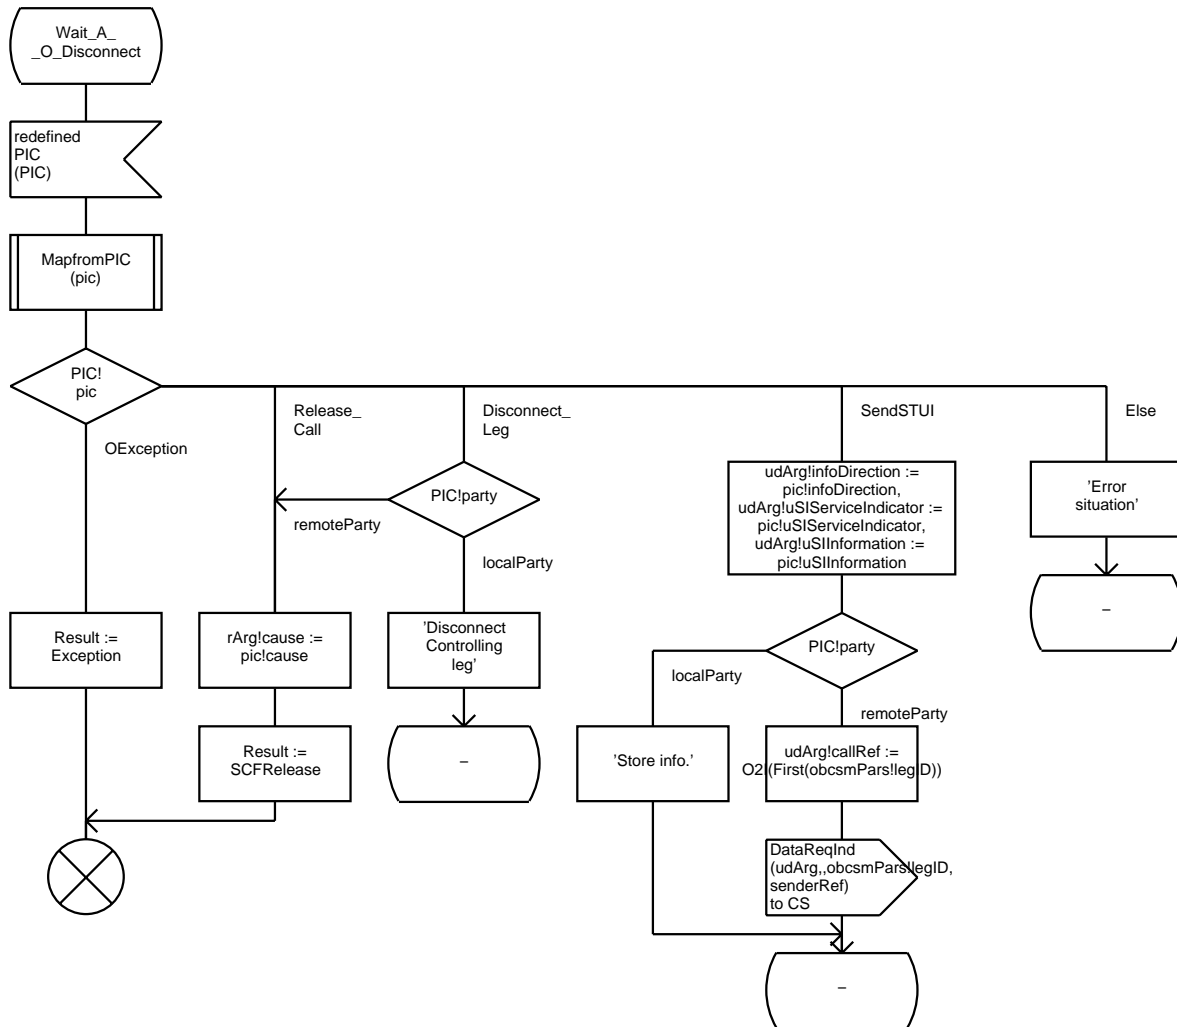 Wait_A_
_O_Disconnect
redefined
PIC
(PIC)
MapfromPIC
(pic)
PIC!
pic
OException
Release_
Call
Disconnect_
Leg
SendSTUI
Else
PIC!party
remoteParty
localParty
udArg!infoDirection :=
pic!infoDirection,
udArg!uSIServiceIndicator :=
pic!uSIServiceIndicator,
udArg!uSIInformation :=
pic!uSIInformation
'Error
situation'
–
Result :=
Exception
rArg!cause :=
pic!cause
'Disconnect
Controlling
leg'
PIC!party
localParty
remoteParty
Result :=
SCFRelease
–
'Store info.'
udArg!callRef :=
O2I(First(obcsmPars!legID))
DataReqInd
(udArg,,obcsmPars!legID,
senderRef)
to CS
–